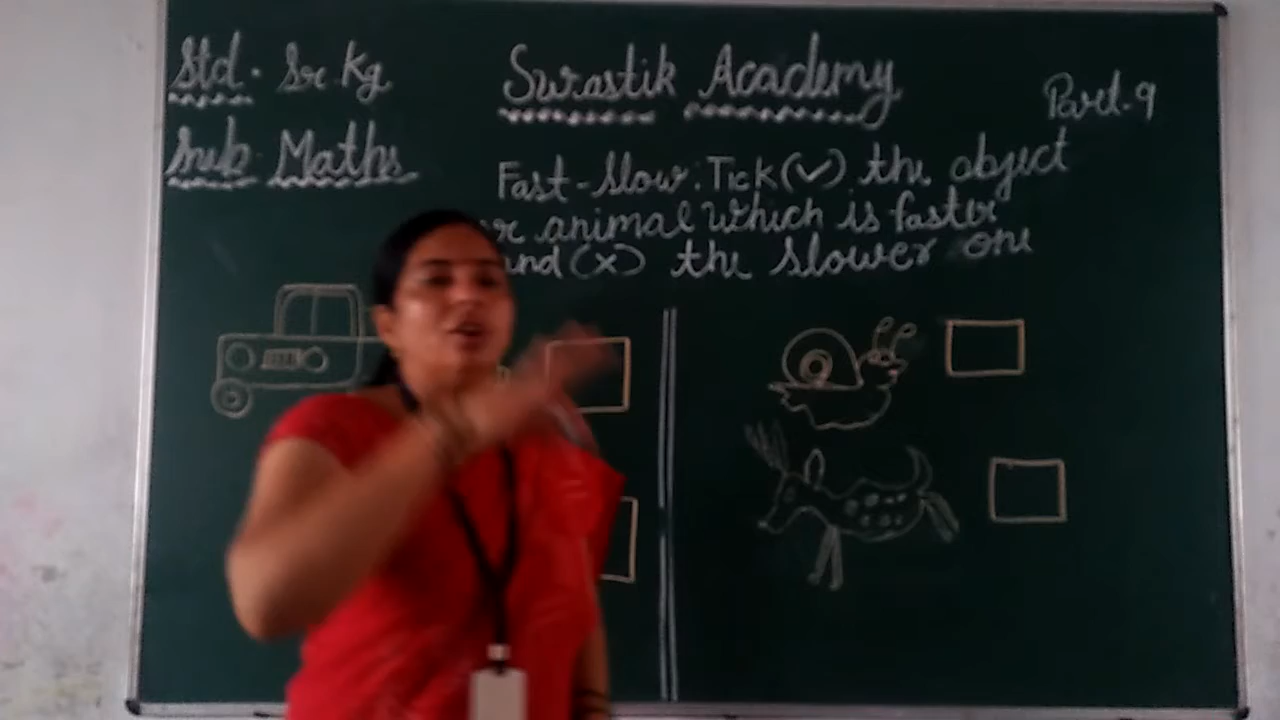 Std. Sr. Kg
Swastik Academy
Part-9
Sub Maths
Fast-Slow: Tick (✓) the object
animal which is faster
and (x) the slower one